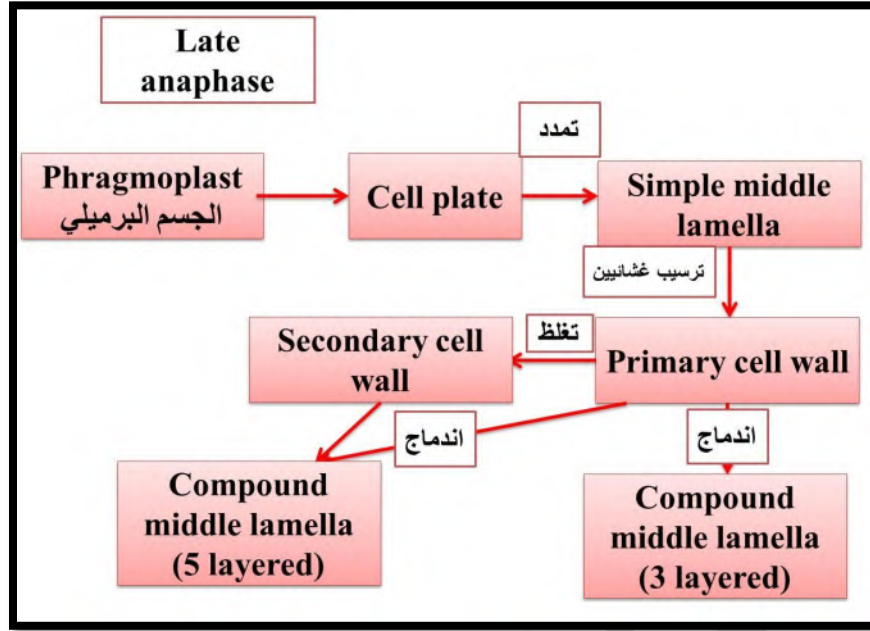 Late
anaphase
Phragmoplast
الجسم البرميلي
Cell plate
تمدد
Simple middle
lamella
ترسيب غشائيين
Primary cell wall
تغلظ
Secondary cell
wall
اندماج
Compound
middle lamella
(5 layered)
اندماج
Compound
middle lamella
(3 layered)